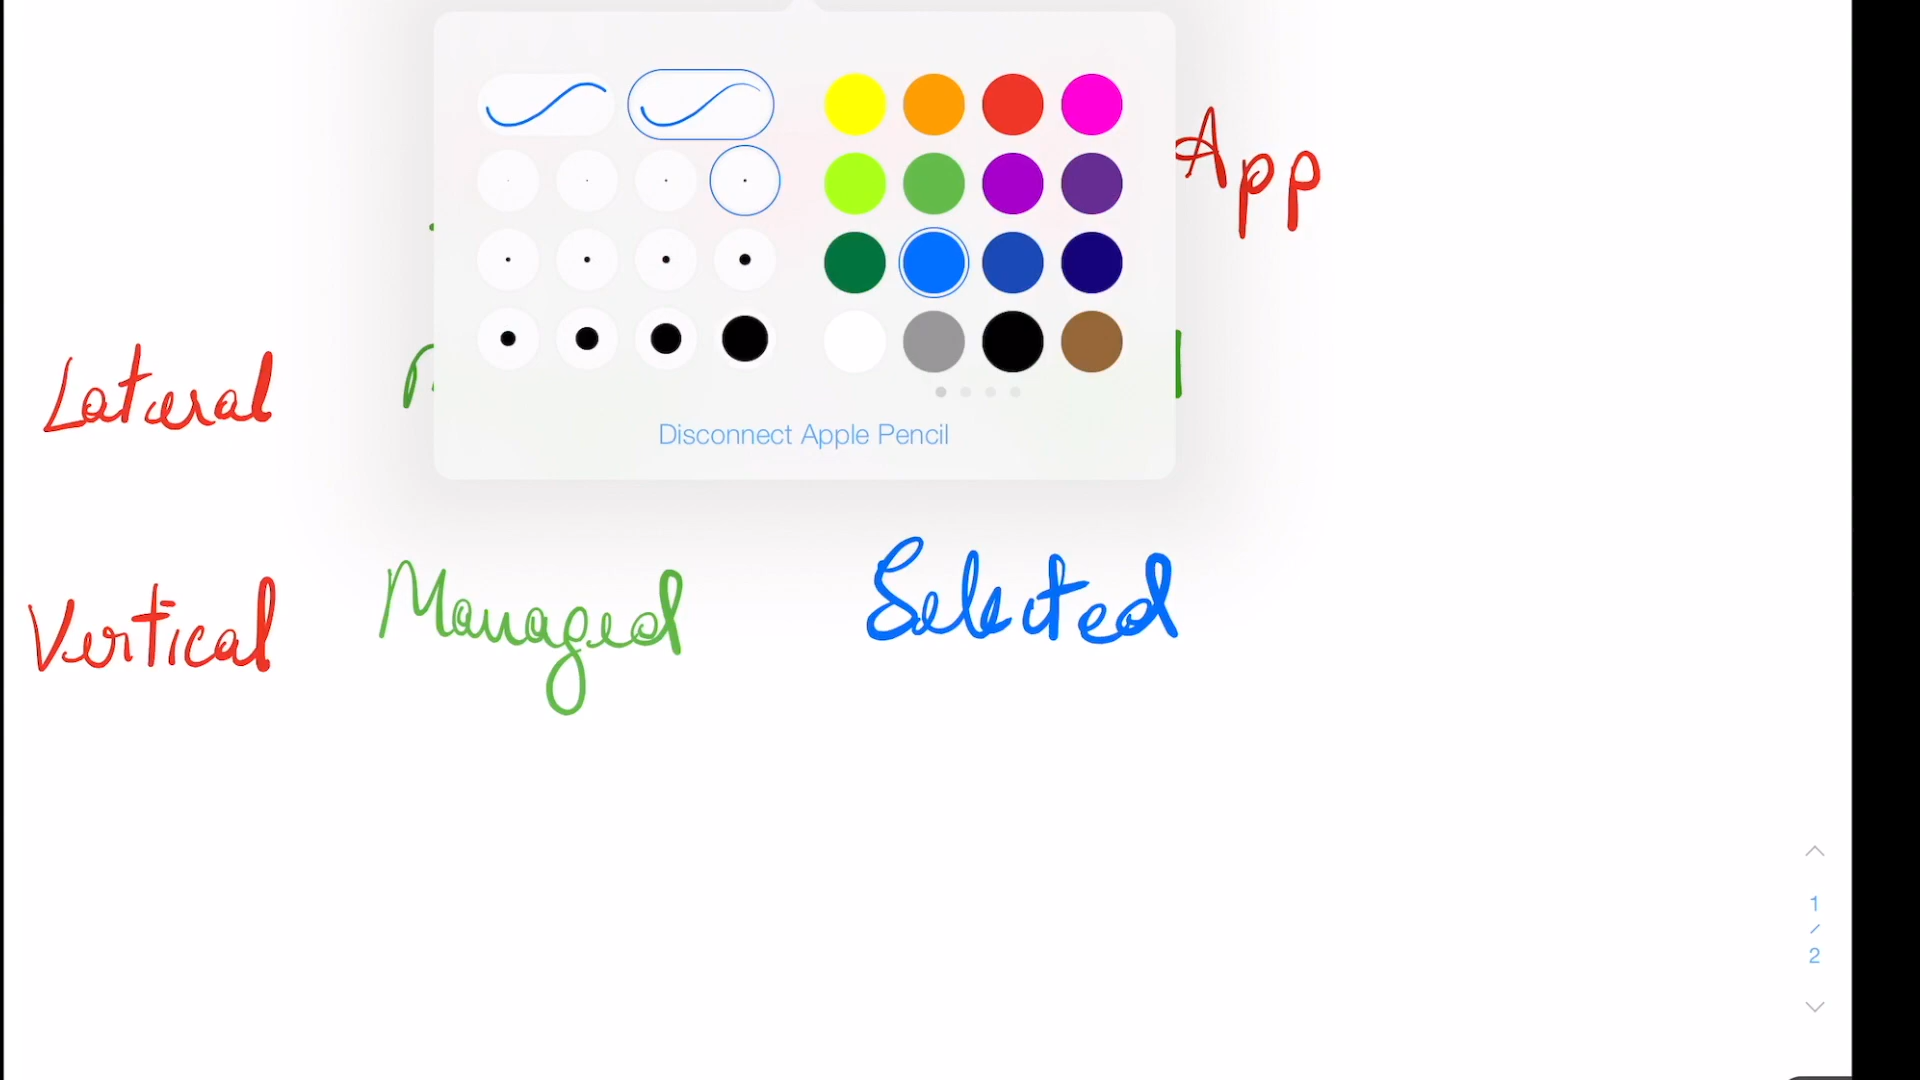 App
Lateral
Disconnect Apple Pencil
Vertical Managed Selected
1
/
2